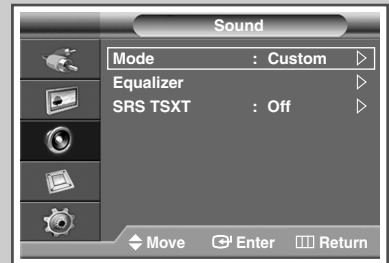 Sound
Mode : Custom
Equalizer
SRS TSXT : Off
Move Enter Return